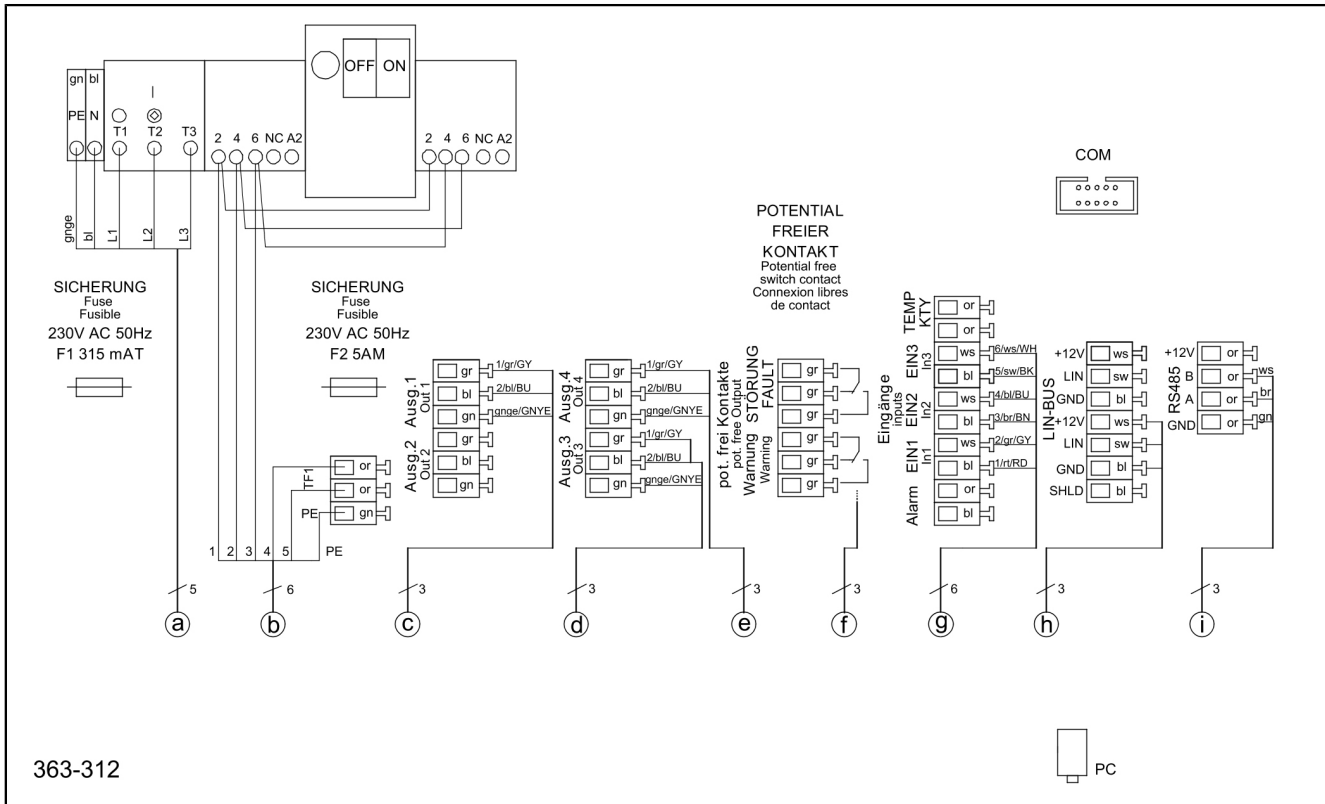 gn bl
PE N
T1 T2 T3
2 4 6 NC A2
OFF ON
2 4 6 NC A2
gnge bl L1 L2 L3
COM
SICHERUNG
Fuse
Fusible
230V AC 50Hz
F1 315 mAT
SICHERUNG
Fuse
Fusible
230V AC 50Hz
F2 5AM
TF1
or
or
PE gn
1 2 3 4 5 PE
Ausg.1
Out 1
gr 1/gr/GY
bl 2/bl/BU
gn gnge/GNYE
Ausg.2
Out 2
gr
bl
gn
Ausg.4
Out 4
gr 1/gr/GY
bl 2/bl/BU
gn gnge/GNYE
Ausg.3
Out 3
gr 1/gr/GY
bl 2/bl/BU
gn gnge/GNYE
POTENTIAL
FREIER
KONTAKT
Potential free
switch contact
Connexion libres
de contact
pot. frei Kontakte
pot. free Output
STÖRUNG
FAULT
gr
gr
gr
Warnung
Warning
gr
gr
gr
Eingänge
inputs
TEMP
KTY
or
or
EIN3
In3
ws 6/ws/WH
bl 5/sw/BK
EIN2
In2
ws 4/bl/BU
bl 3/br/BN
EIN1
In1
ws 2/gr/GY
bl 1/rt/RD
Alarm
or
bl
LIN-BUS
+12V ws
LIN sw
GND bl
+12V ws
LIN sw
GND bl
SHLD bl
RS485
+12V or
B or ws
A or br
GND or gn
5 6 3 3 3 3 6 3 3
a b c d e f g h i
363-312
PC